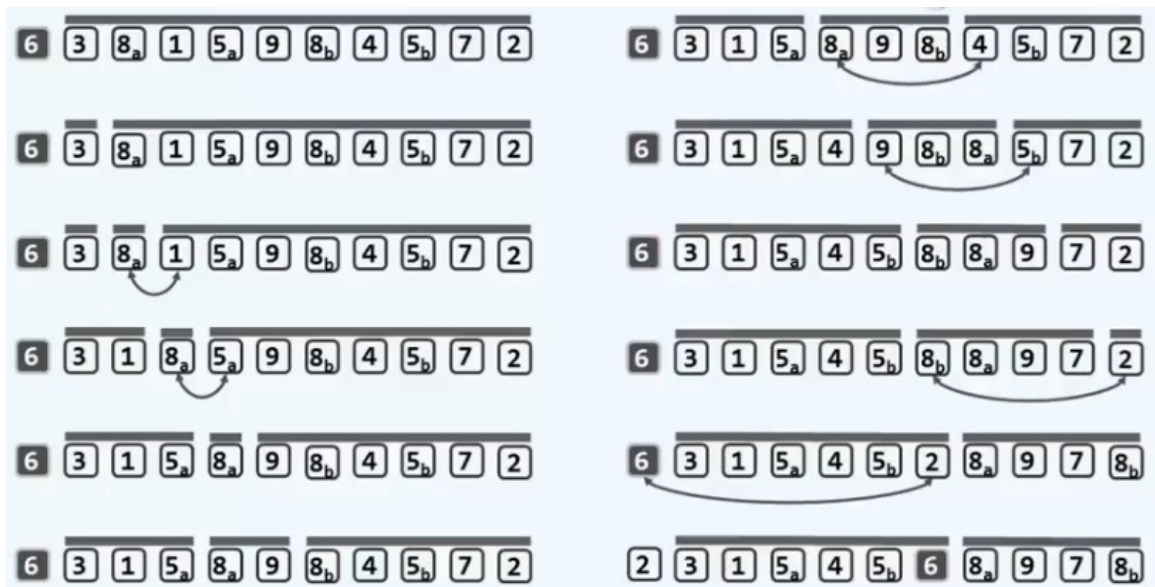 6 3 8a 1 5a 9 8b 4 5b 7 2
6 3 8a 1 5a 9 8b 4 5b 7 2
6 3 8a 1 5a 9 8b 4 5b 7 2
6 3 1 8a 5a 9 8b 4 5b 7 2
6 3 1 5a 8a 9 8b 4 5b 7 2
6 3 1 5a 8a 9 8b 4 5b 7 2
6 3 1 5a 8a 9 8b 4 5b 7 2
6 3 1 5a 4 9 8b 8a 5b 7 2
6 3 1 5a 4 5b 8b 8a 9 7 2
6 3 1 5a 4 5b 8b 8a 9 7 2
6 3 1 5a 4 5b 2 8a 9 7 8b
2 3 1 5a 4 5b 6 8a 9 7 8b